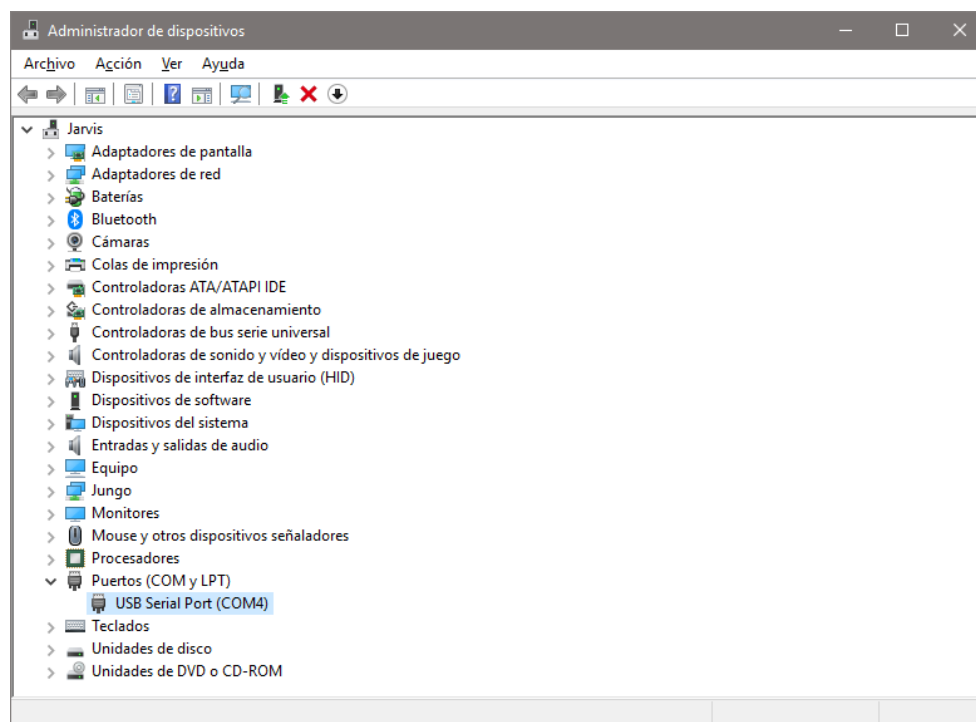 Administrador de dispositivos
Archivo Acción Ver Ayuda
Jarvis
Adaptadores de pantalla
Adaptadores de red
Baterías
Bluetooth
Cámaras
Colas de impresión
Controladoras ATA/ATAPI IDE
Controladoras de almacenamiento
Controladoras de bus serie universal
Controladoras de sonido y vídeo y dispositivos de juego
Dispositivos de interfaz de usuario (HID)
Dispositivos de software
Dispositivos del sistema
Entradas y salidas de audio
Equipo
Jungo
Monitores
Mouse y otros dispositivos señaladores
Procesadores
Puertos (COM y LPT)
USB Serial Port (COM4)
Teclados
Unidades de disco
Unidades de DVD o CD-ROM